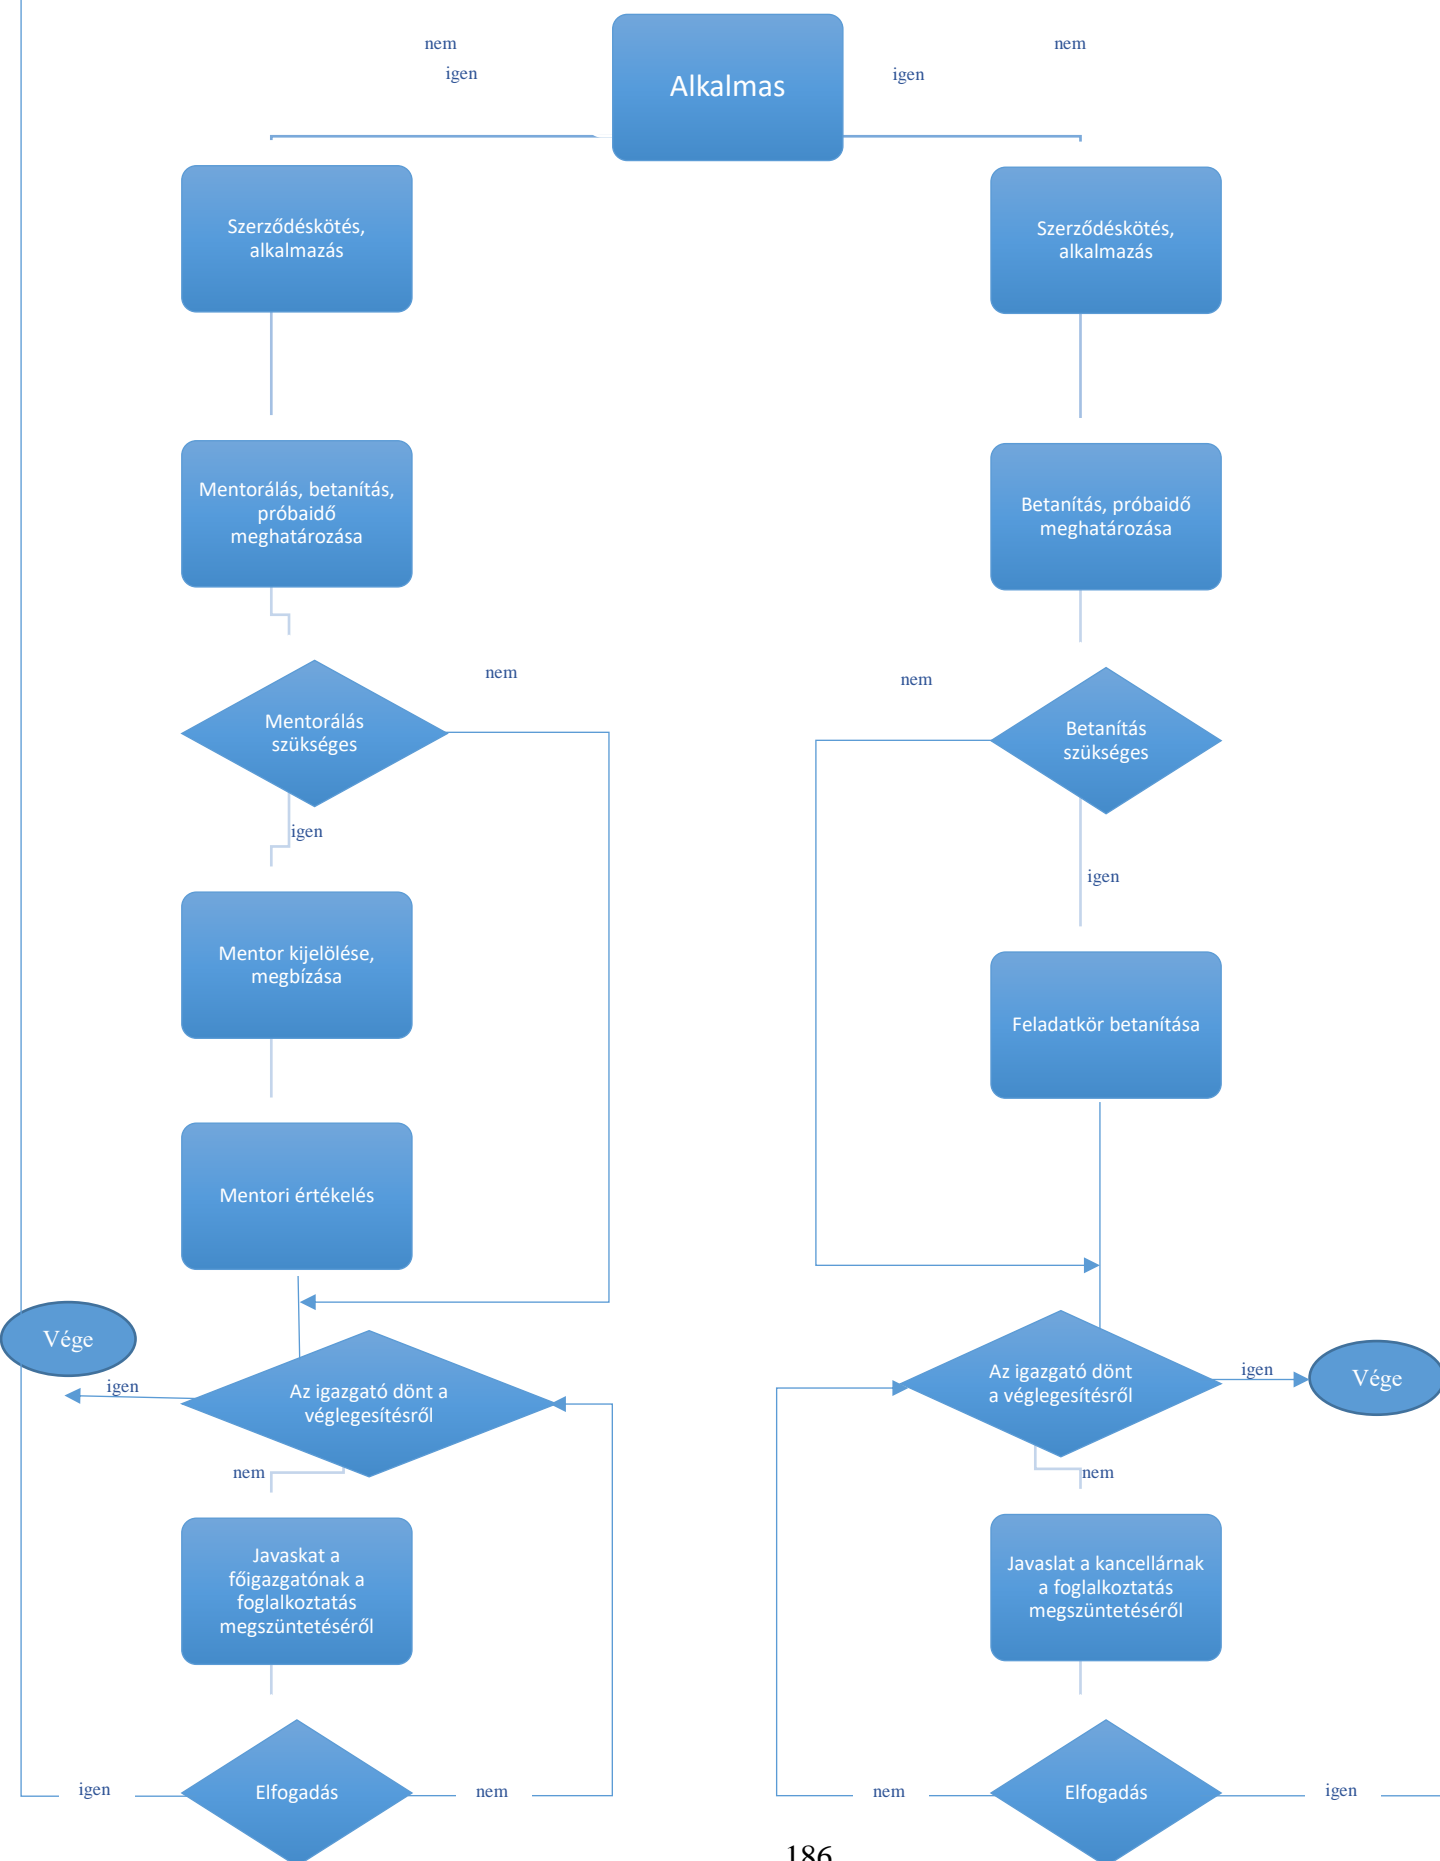 nem
nem
igen
igen
Alkalmas
Szerződéskötés,
alkalmazás
Szerződéskötés,
alkalmazás
Mentorálás, betanítás,
próbaidő
meghatározása
Betanítás, próbaidő
meghatározása
nem
nem
Mentorálás
szükséges
Betanítás
szükséges
igen
igen
Mentor kijelölése,
megbízása
Feladatkör betanítása
Mentori értékelés
Vége
igen
Az igazgató dönt a
véglegesítésről
Az igazgató dönt
a véglegesítésről
igen
Vége
nem
nem
Javaskat a
főigazgatónak a
foglalkoztatás
megszüntetéséről
Javaslat a kancellárnak
a foglalkoztatás
megszüntetéséről
igen
Elfogadás
nem
nem
Elfogadás
igen
186